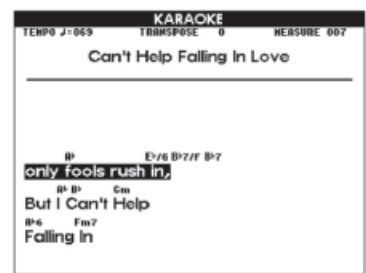 KARAOKE
TEMPO ♩=069 TRANSPOSE 0 MEASURE 007
Can't Help Falling In Love
A♭ E♭/G B♭7/F B♭7
only fools rush in,
A♭ B♭ Cm
But I Can't Help
A♭6 Fm7
Falling In